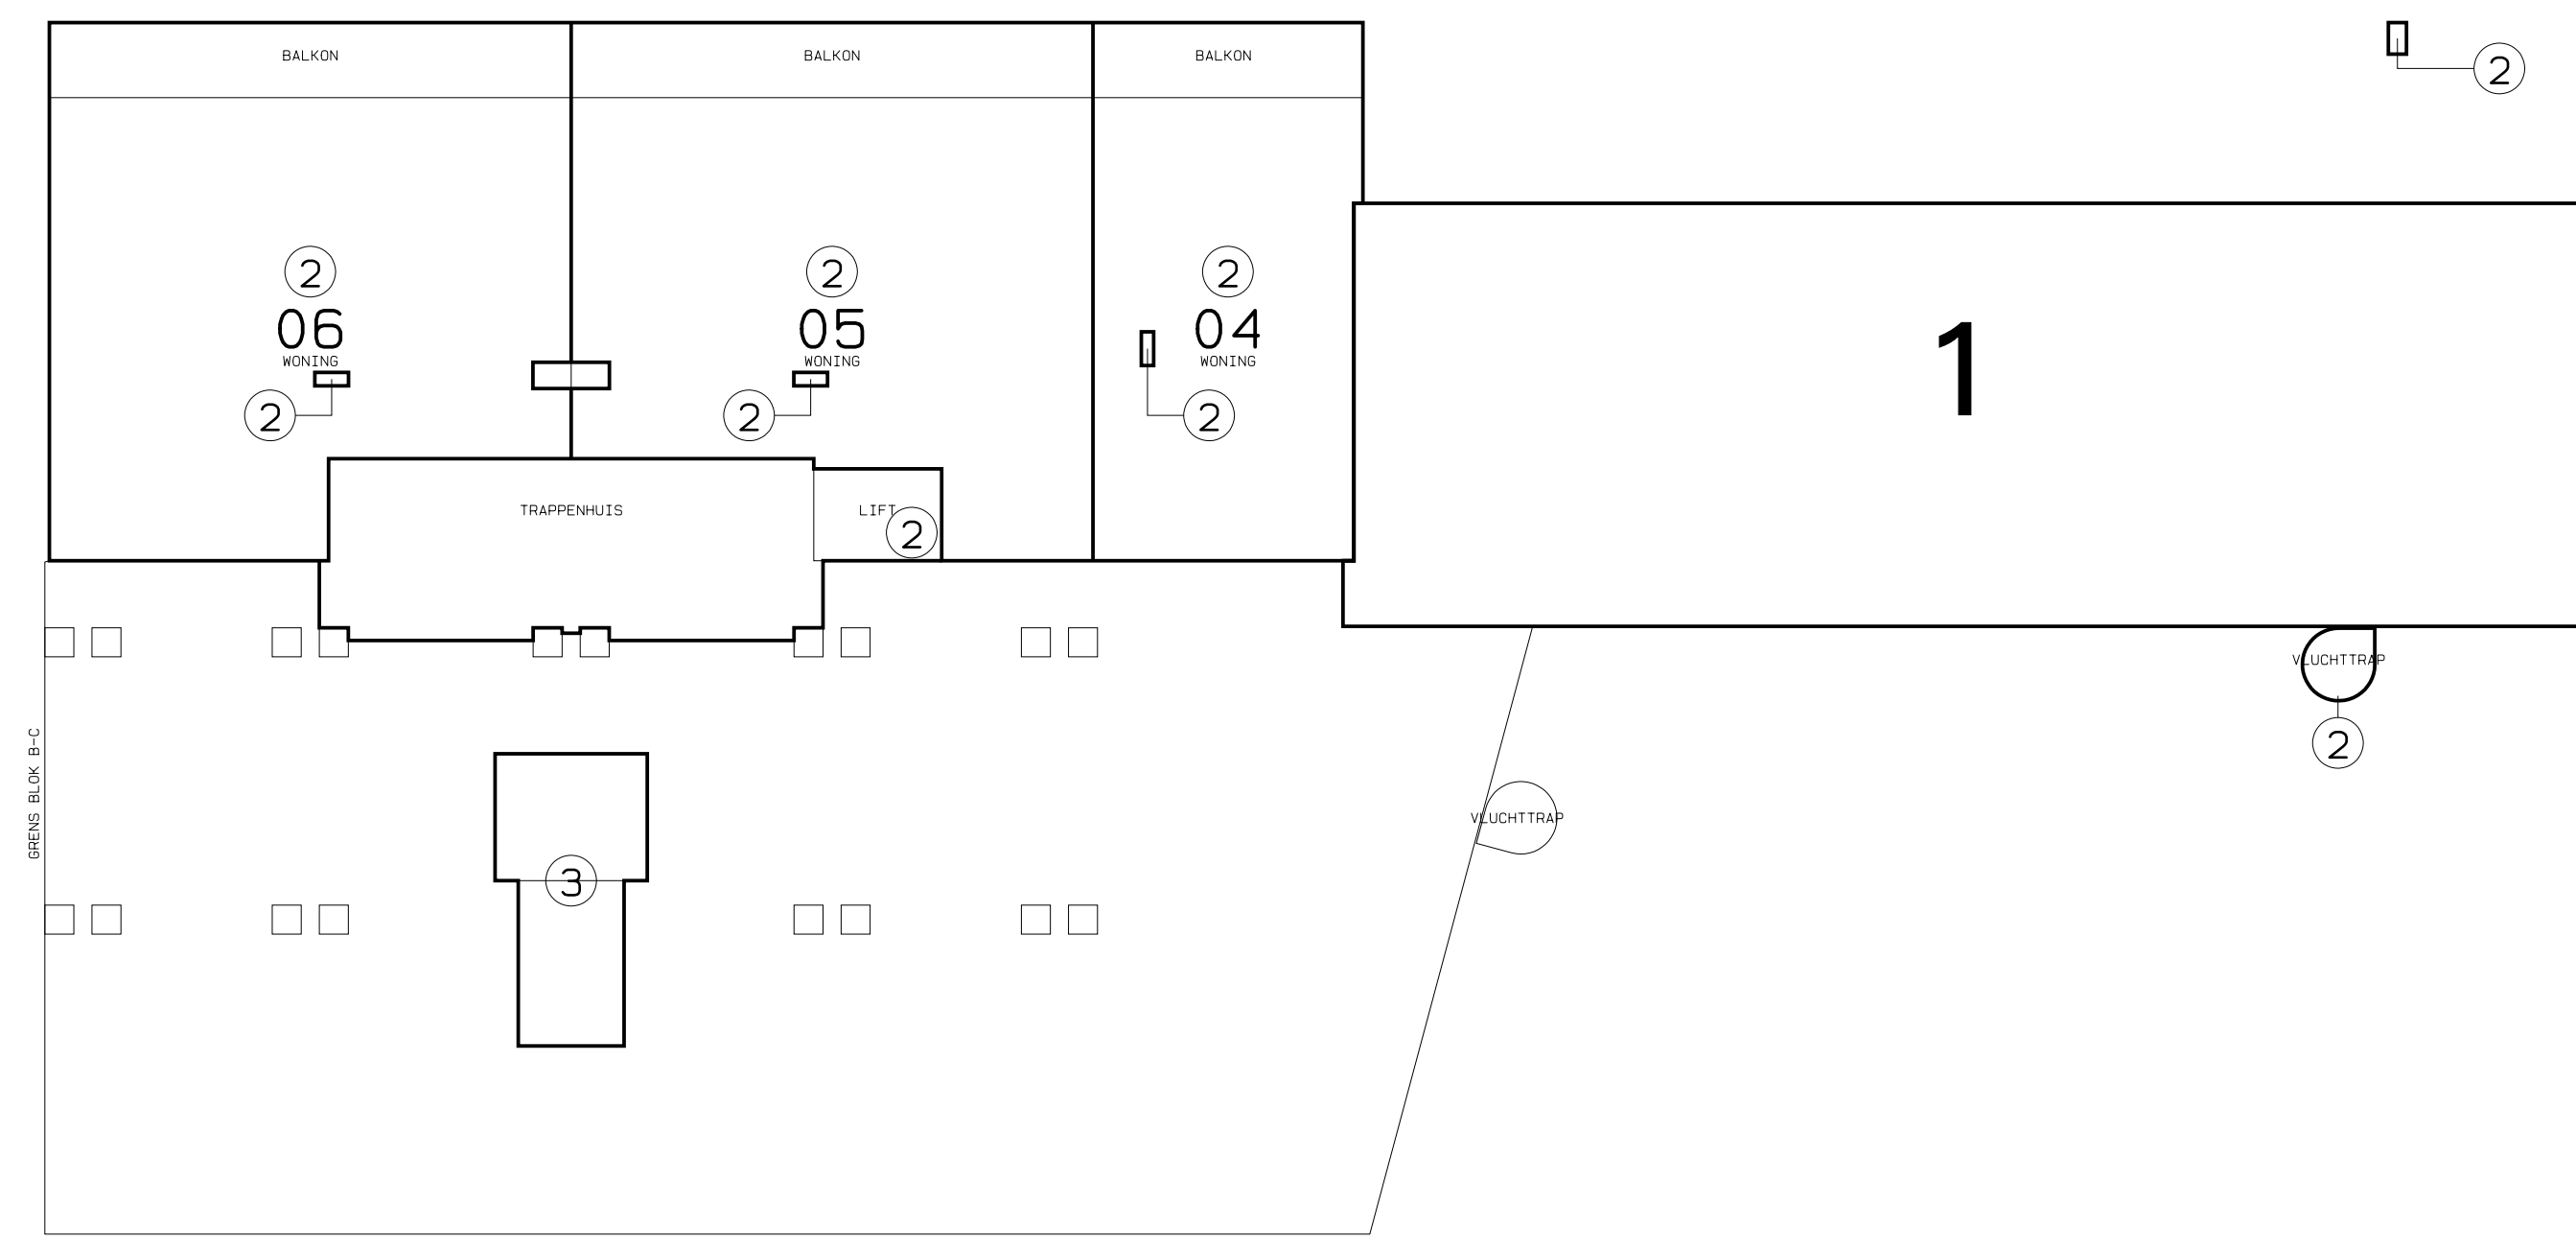 BALKON
BALKON
BALKON
2
2
06
WONING
2
2
05
WONING
2
2
04
WONING
2
1
TRAPPENHUIS
LIFT
2
VLUCHTTRAP
2
GRENS BLOK B-C
VLUCHTTRAP
3